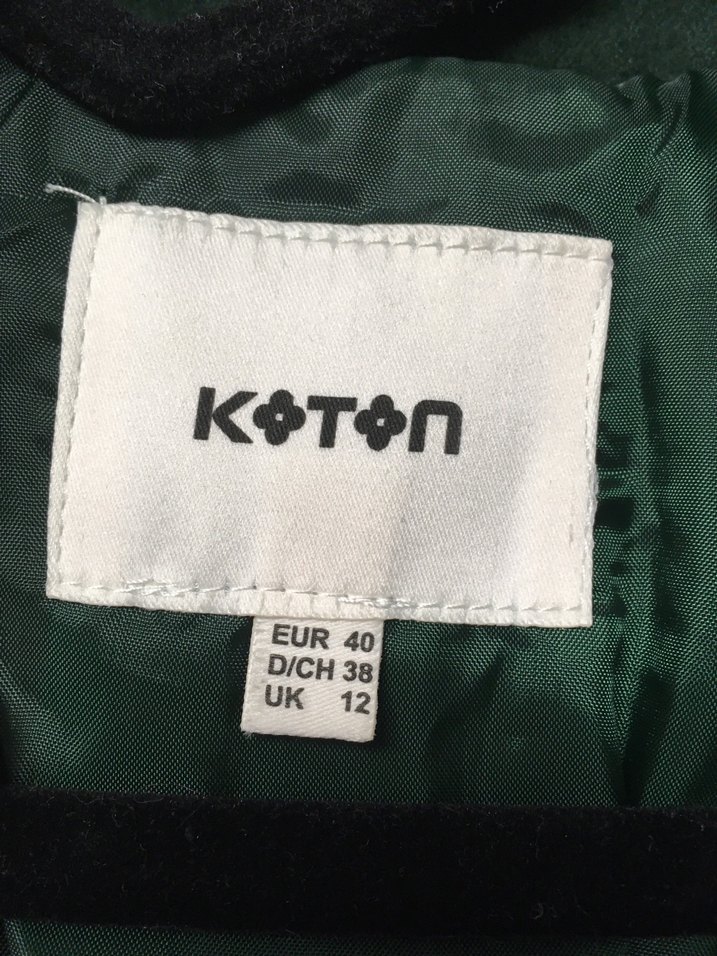 KOTON
EUR 40
D/CH 38
UK 12